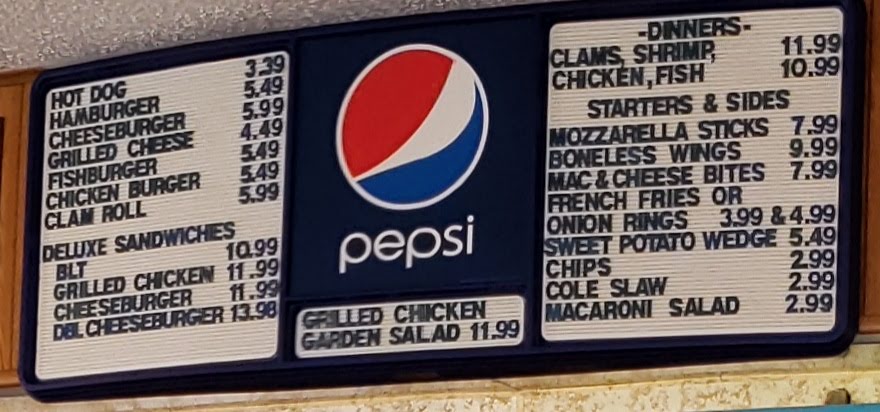 HOT DOG 3.39
HAMBURGER 5.49
CHEESEBURGER 5.99
GRILLED CHEESE 4.49
FISHBURGER 5.49
CHICKEN BURGER 5.49
CLAM ROLL 5.99
DELUXE SANDWICHES
BLT 10.99
GRILLED CHICKEN 11.99
CHEESEBURGER 11.99
DBL CHEESEBURGER 13.98
pepsi
GRILLED CHICKEN
GARDEN SALAD 11.99
-DINNERS-
CLAMS, SHRIMP, 11.99
CHICKEN, FISH 10.99
STARTERS & SIDES
MOZZARELLA STICKS 7.99
BONELESS WINGS 9.99
MAC & CHEESE BITES 7.99
FRENCH FRIES OR
ONION RINGS 3.99 & 4.99
SWEET POTATO WEDGE 5.49
CHIPS 2.99
COLE SLAW 2.99
MACARONI SALAD 2.99